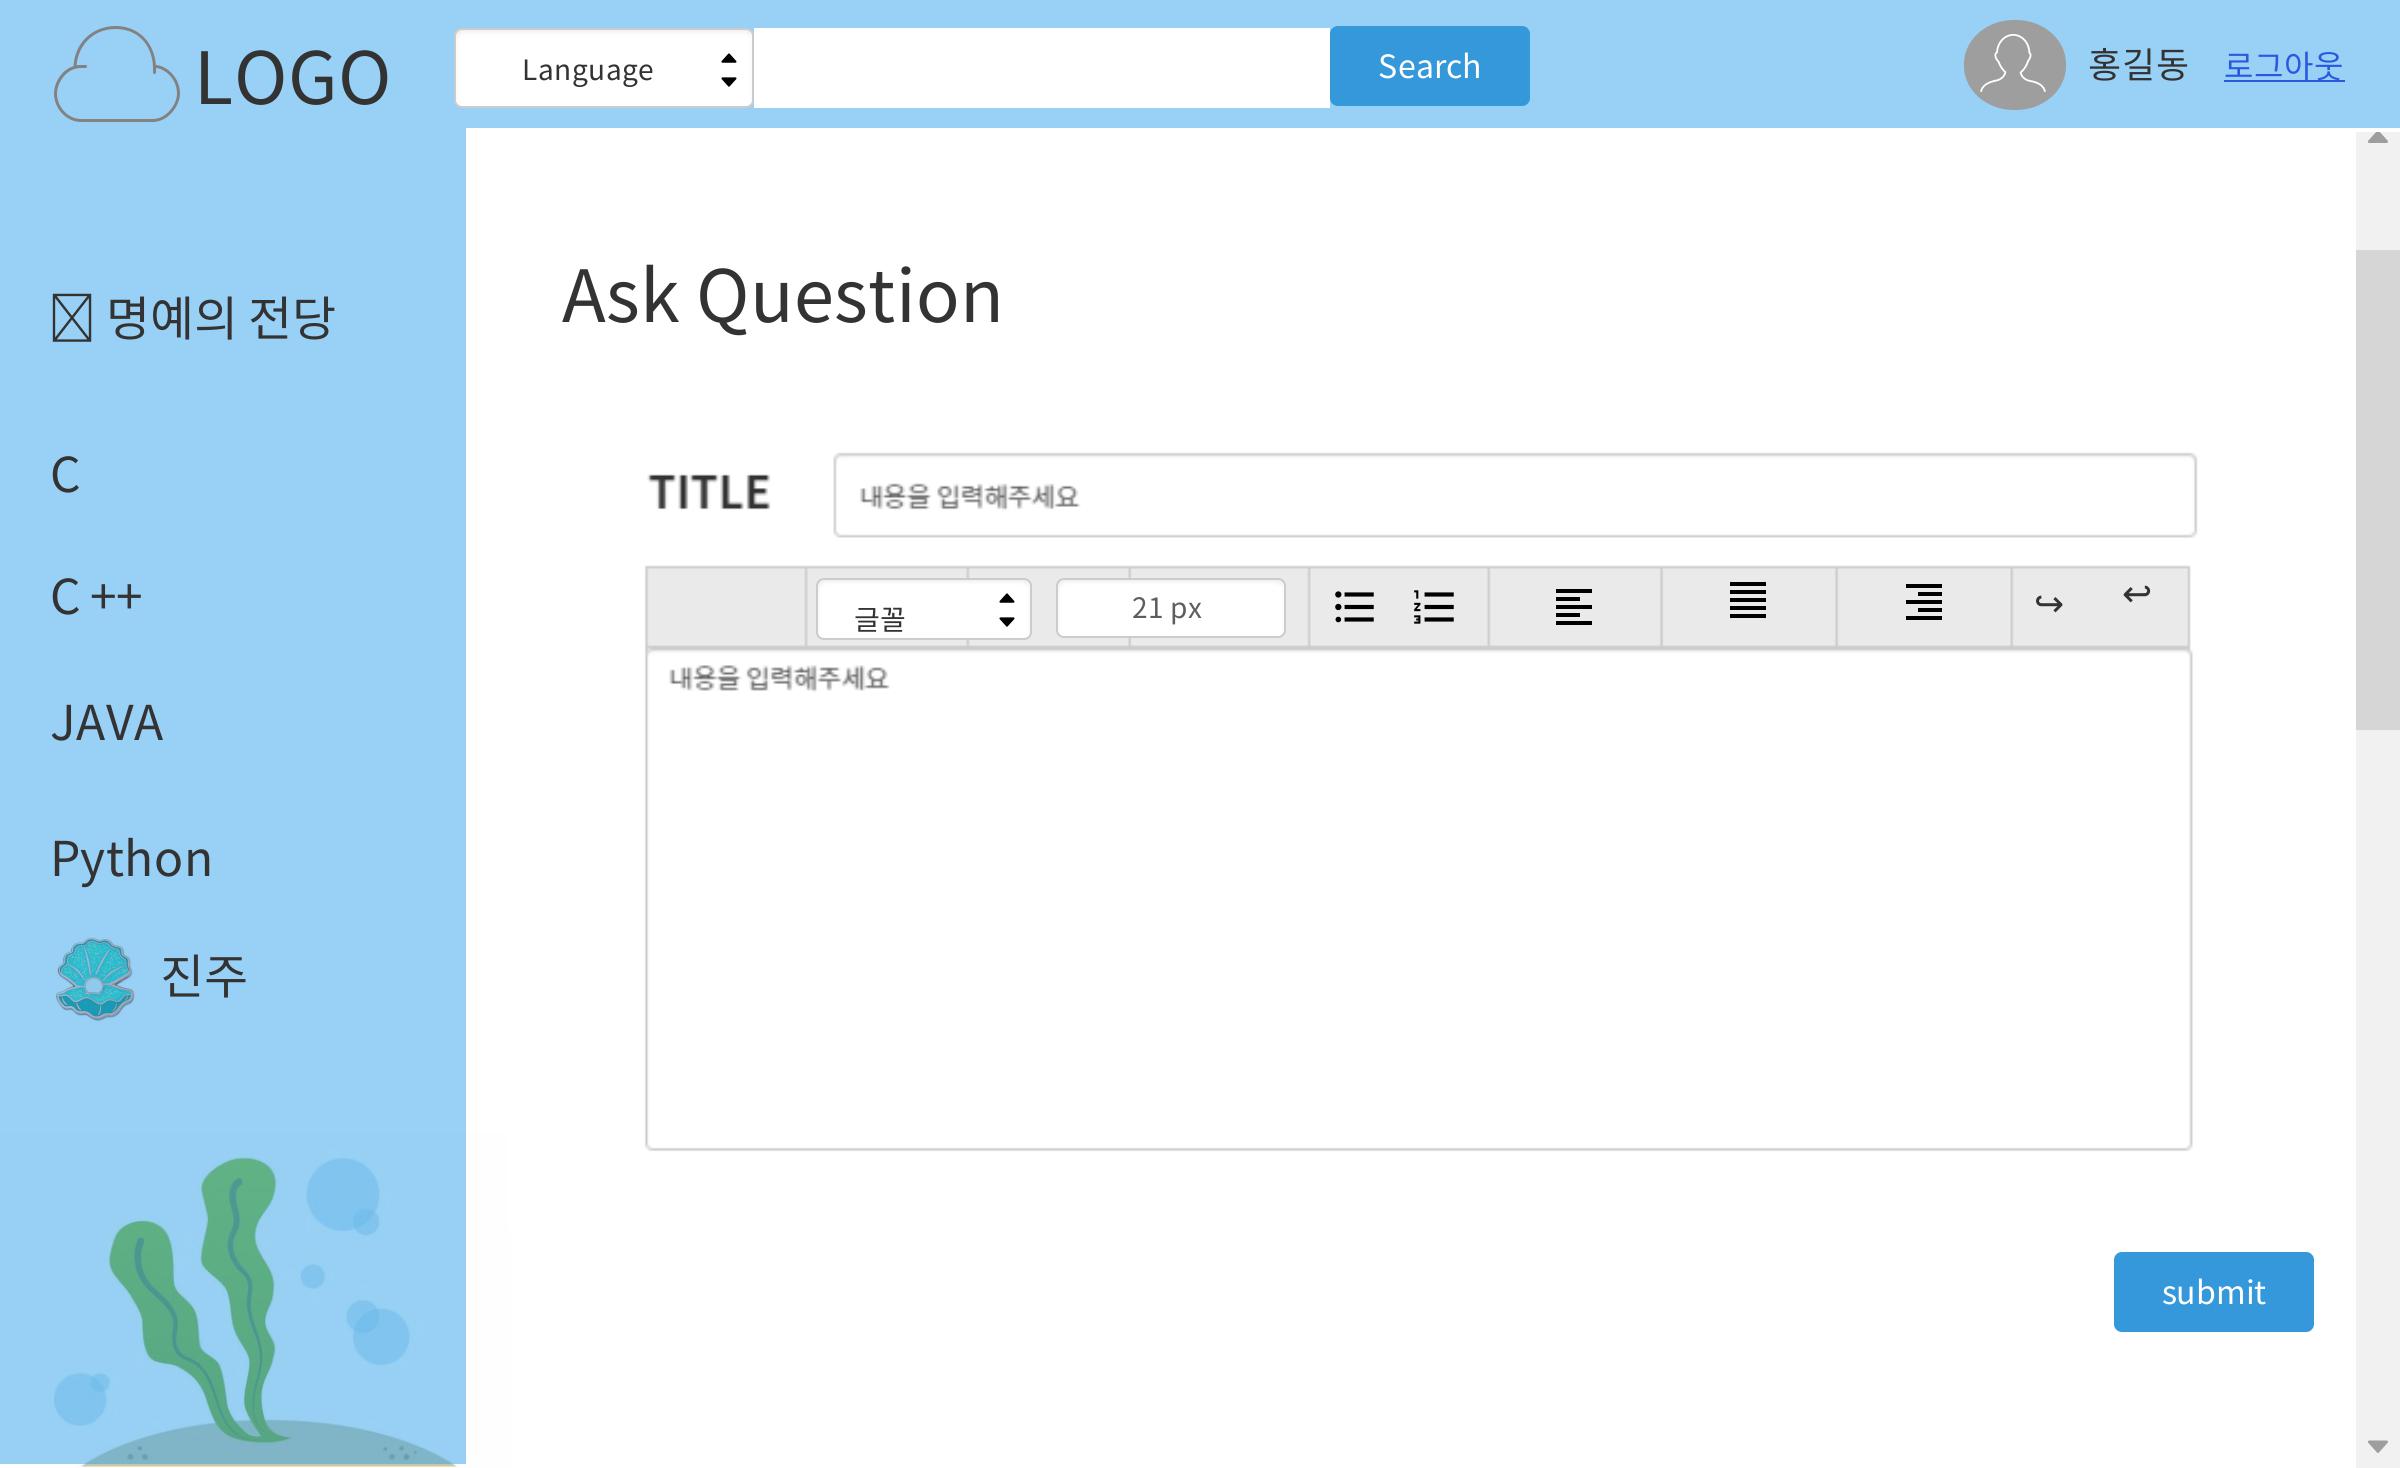 LOGO
Language
Search
홍길동
로그아웃
명예의 전당
C
C ++
JAVA
Python
진주
Ask Question
TITLE
내용을 입력해주세요
글꼴
21 px
내용을 입력해주세요
submit